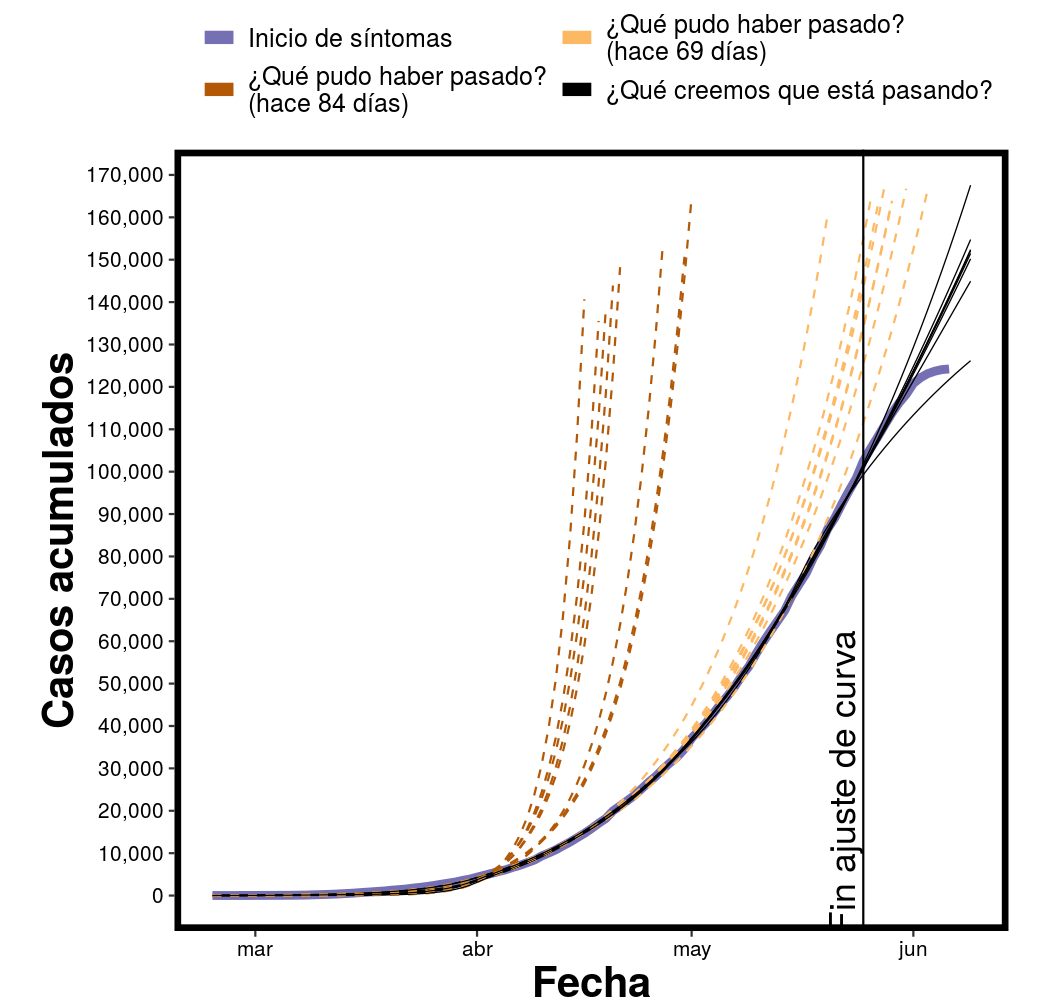 Inicio de síntomas
¿Qué pudo haber pasado?
(hace 84 días)
¿Qué pudo haber pasado?
(hace 69 días)
¿Qué creemos que está pasando?
Casos acumulados
170,000
160,000
150,000
140,000
130,000
120,000
110,000
100,000
90,000
80,000
70,000
60,000
50,000
40,000
30,000
20,000
10,000
0
Fin ajuste de curva
mar
abr
may
jun
Fecha